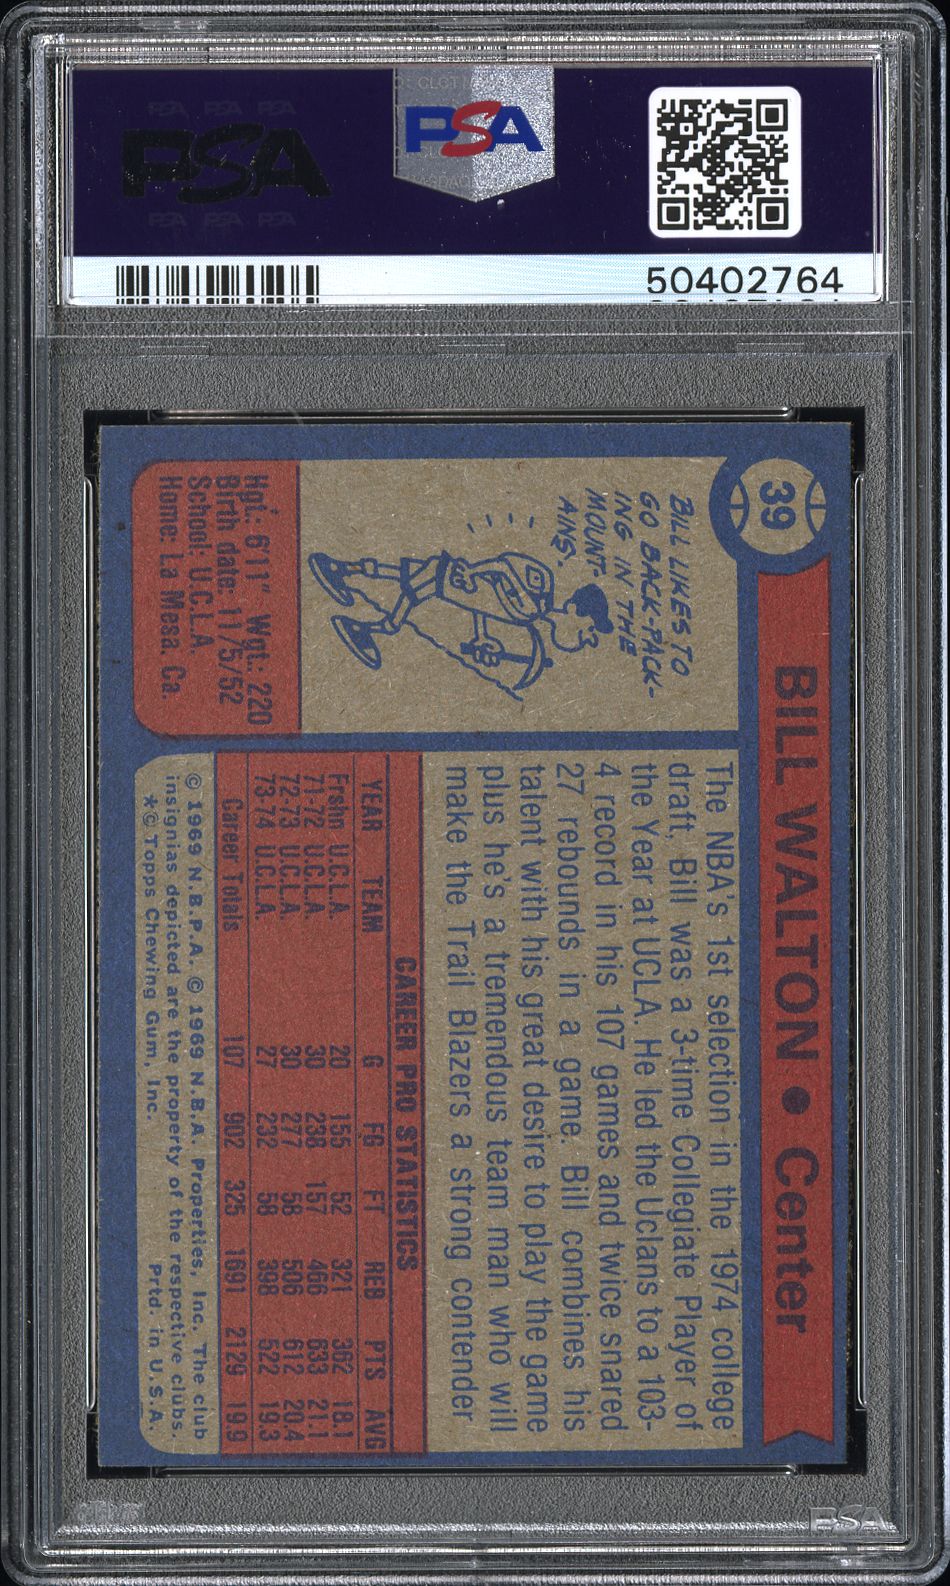 PSA PSA PSA
PSA
PSA PSA PSA
PSA
50402764
39
BILL WALTON • Center
BILL LIKES TO
GO BACK-PACK-
ING IN THE
MOUNT-
AINS.
Hgt.: 6'11" Wgt.: 220
Birth date: 11/5/52
School: U.C.L.A.
Home: La Mesa, Ca.
The NBA's 1st selection in the 1974 college
draft, Bill was a 3-time Collegiate Player of
the Year at UCLA. He led the Uclans to a 103-
4 record in his 107 games and twice snared
27 rebounds in a game. Bill combines his
talent with his great desire to play the game
plus he's a tremendous team man who will
make the Trail Blazers a strong contender
CAREER PRO STATISTICS
YEAR TEAM G FG FT REB PTS AVG
Frshn U.C.L.A. 20 155 52 321 362 18.1
71-72 U.C.L.A. 30 238 157 466 633 21.1
72-73 U.C.L.A. 30 277 58 506 612 20.4
73-74 U.C.L.A. 27 232 58 398 522 19.3
Career Totals 107 902 325 1691 2129 19.9
© 1969 N.B.P.A. © 1969 N.B.A. Properties, Inc. The club
insignias depicted are the property of the respective clubs.
*© Topps Chewing Gum, Inc. Prtd. in U.S.A.
PSA